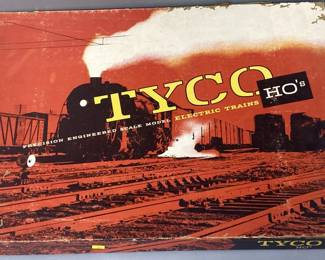 TYCO
HO's
PRECISION ENGINEERED SCALE MODEL ELECTRIC TRAINS
TYCO